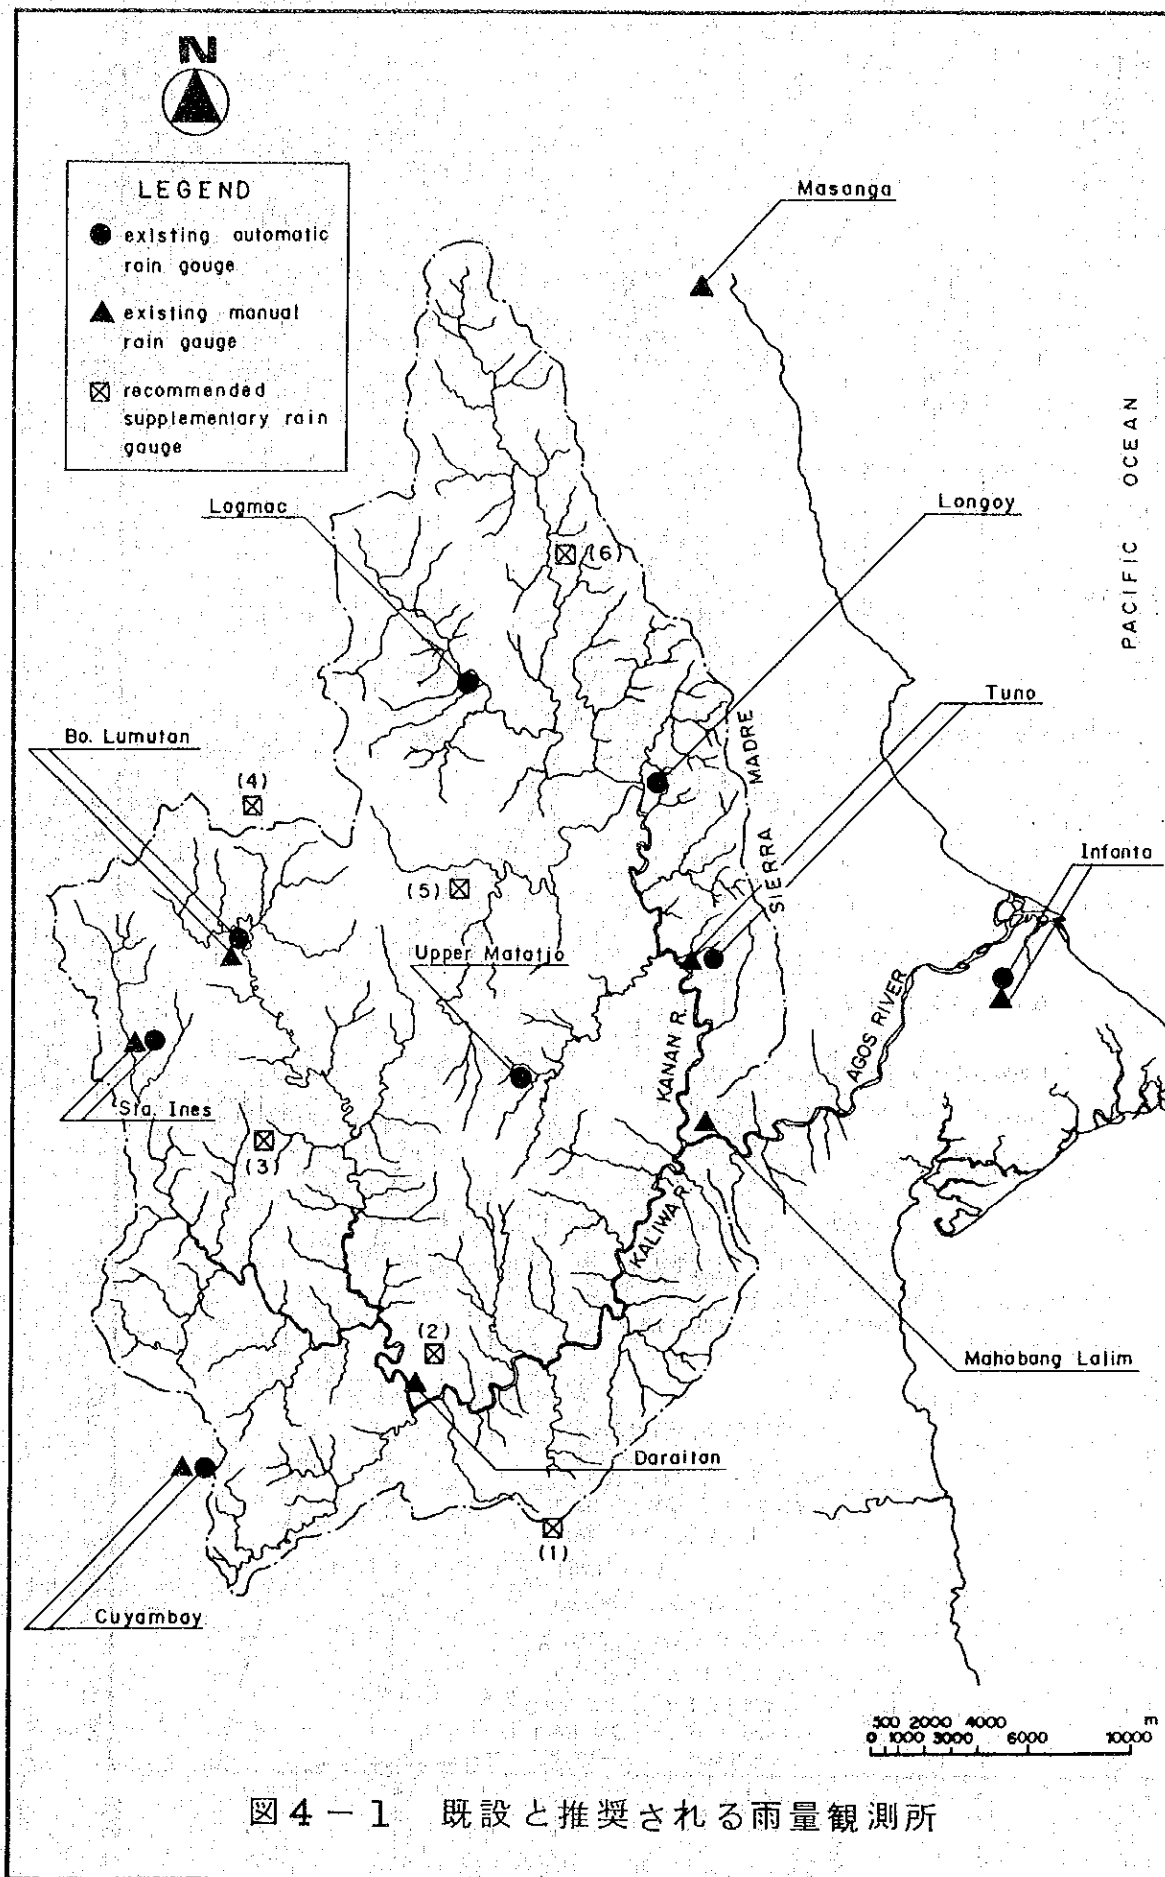 N
LEGEND
existing automatic
rain gauge
existing manual
rain gauge
recommended
supplementary rain
gauge
Masanga
PACIFIC OCEAN
Lagmac
Longoy
(6)
Tuno
Bo. Lumutan
(4)
SIERRA MADRE
Infanta
(5)
Upper Matatio
AGOS RIVER
KANAN R.
Sta. Ines
(3)
KALIWA R.
(2)
Mahabang Lalim
Daraitan
(1)
Cuyambay
500 2000 4000 m
0 1000 3000 6000 10000
図4-1 既設と推奨される雨量観測所